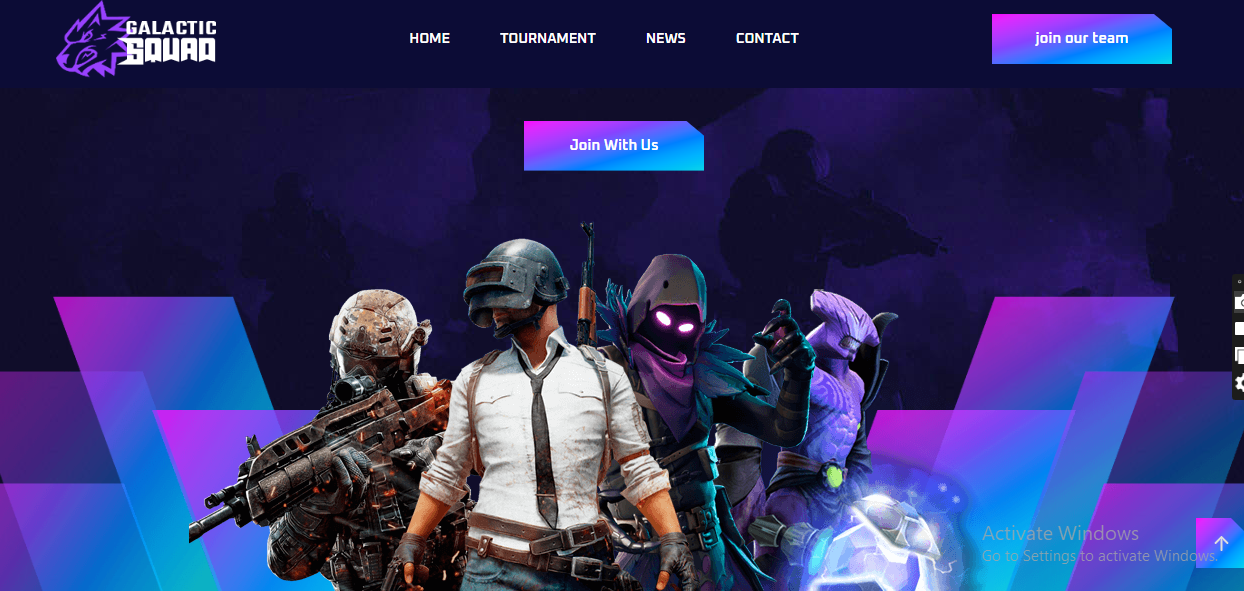 GALACTIC
SQUAD
HOME
TOURNAMENT
NEWS
CONTACT
join our team
Join With Us
Activate Windows
Go to Settings to activate Windows.